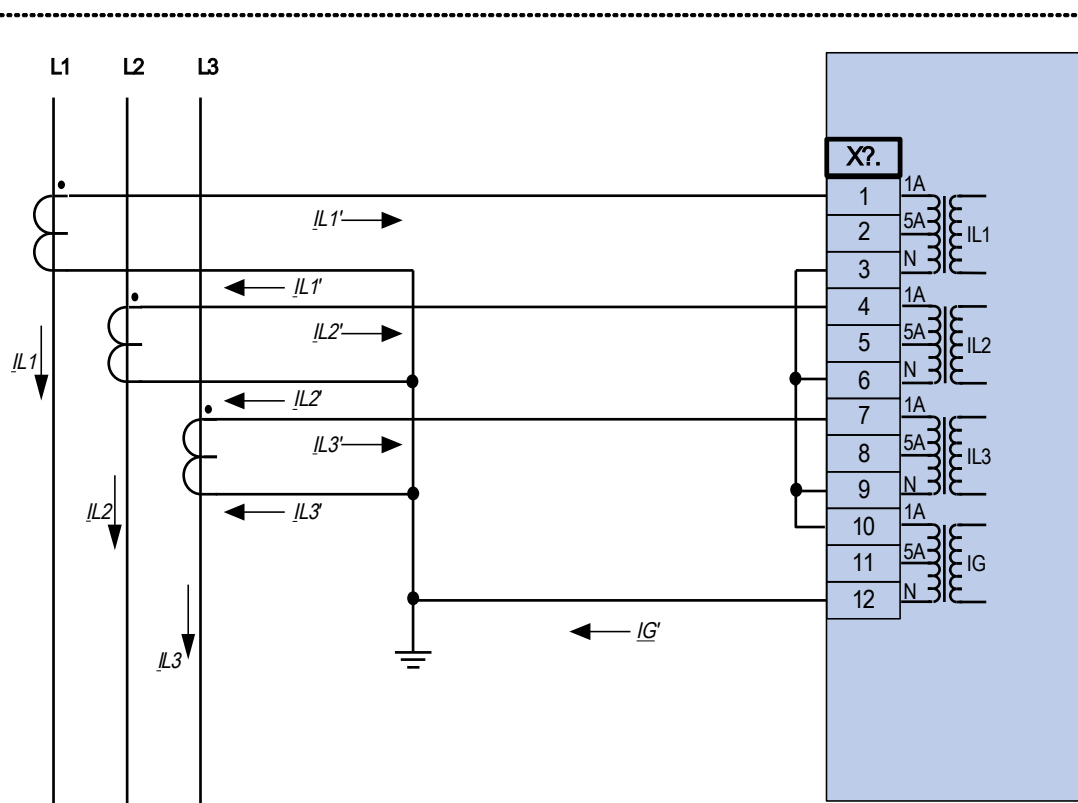 L1 L2 L3
X?.
1 1A
IL1'
2 5A IL1
3 N
IL1'
4 1A
IL2'
5 5A IL2
IL1
6 N
IL2'
7 1A
IL3'
8 5A IL3
9 N
IL2
IL3'
10 1A
11 5A IG
12 N
IG'
IL3